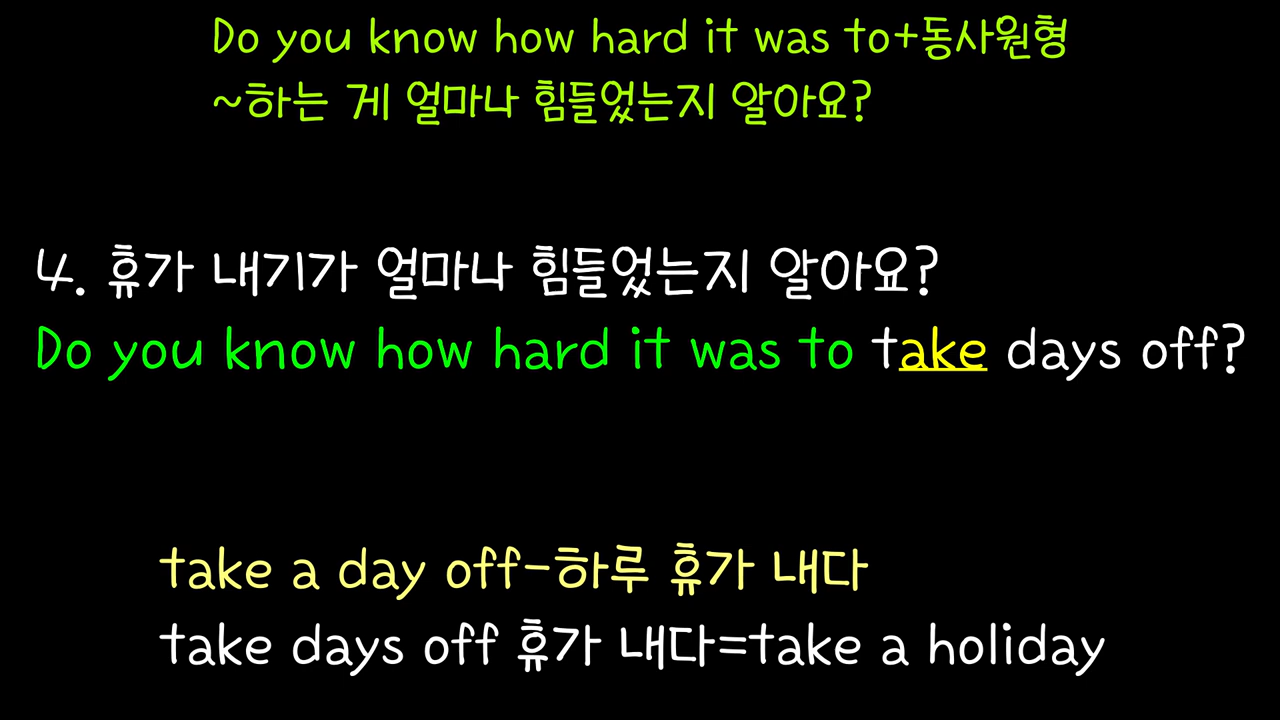 Do you know how hard it was to+동사원형
~하는 게 얼마나 힘들었는지 알아요?
4. 휴가 내기가 얼마나 힘들었는지 알아요?
Do you know how hard it was to take days off?
take a day off-하루 휴가 내다
take days off 휴가 내다=take a holiday